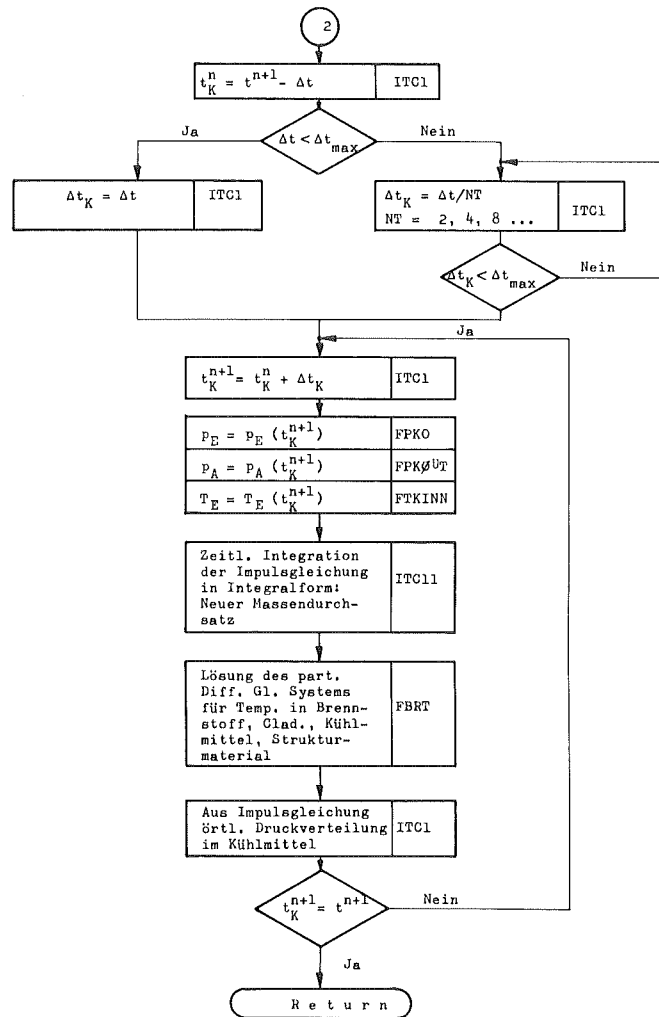 2
t_K^n = t^{n+1} - Δt ITC1
Δt < Δt_max
Ja
Nein
Δt_K = Δt ITC1
Δt_K = Δt/NT
NT = 2, 4, 8 ...
ITC1
Δt_K < Δt_max
Nein
Ja
t_K^{n+1} = t_K^n + Δt_K ITC1
p_E = p_E (t_K^{n+1}) FPKO
p_A = p_A (t_K^{n+1}) FPKØUT
T_E = T_E (t_K^{n+1}) FTKINN
Zeitl. Integration
der Impulsgleichung
in Integralform:
Neuer Massendurch-
satz
ITC11
Lösung des part.
Diff. Gl. Systems
für Temp. in Brenn-
stoff, Clad., Kühl-
mittel, Struktur-
material
FBRT
Aus Impulsgleichung
örtl. Druckverteilung
im Kühlmittel
ITC1
t_K^{n+1} = t^{n+1}
Nein
Ja
Return